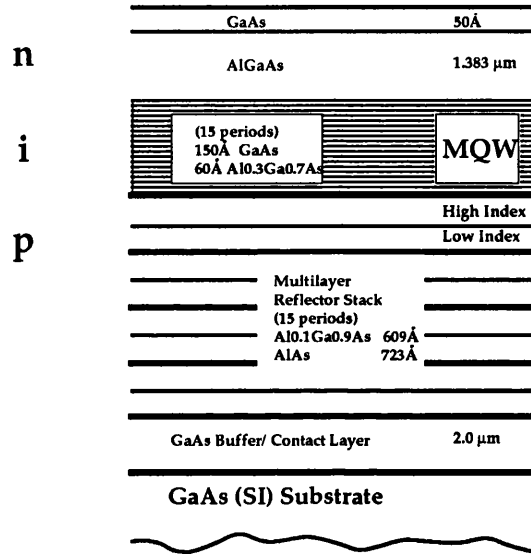 GaAs 50Å
n
AlGaAs 1.383 μm
i
(15 periods)
150Å GaAs
60Å Al0.3Ga0.7As
MQW
High Index
p
Low Index
Multilayer
Reflector Stack
(15 periods)
Al0.1Ga0.9As 609Å
AlAs 723Å
GaAs Buffer/ Contact Layer 2.0 μm
GaAs (SI) Substrate